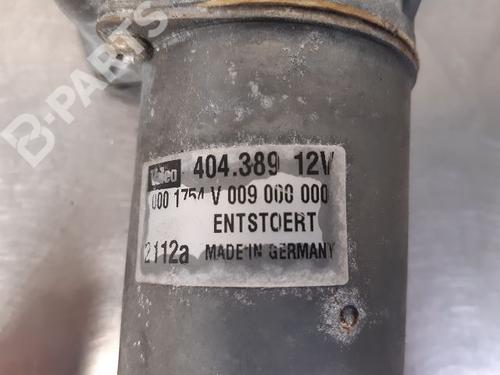 B-PARTS
Valeo 404.389 12V
000 1754 V 009 000 000
ENTSTOERT
2112a MADE IN GERMANY